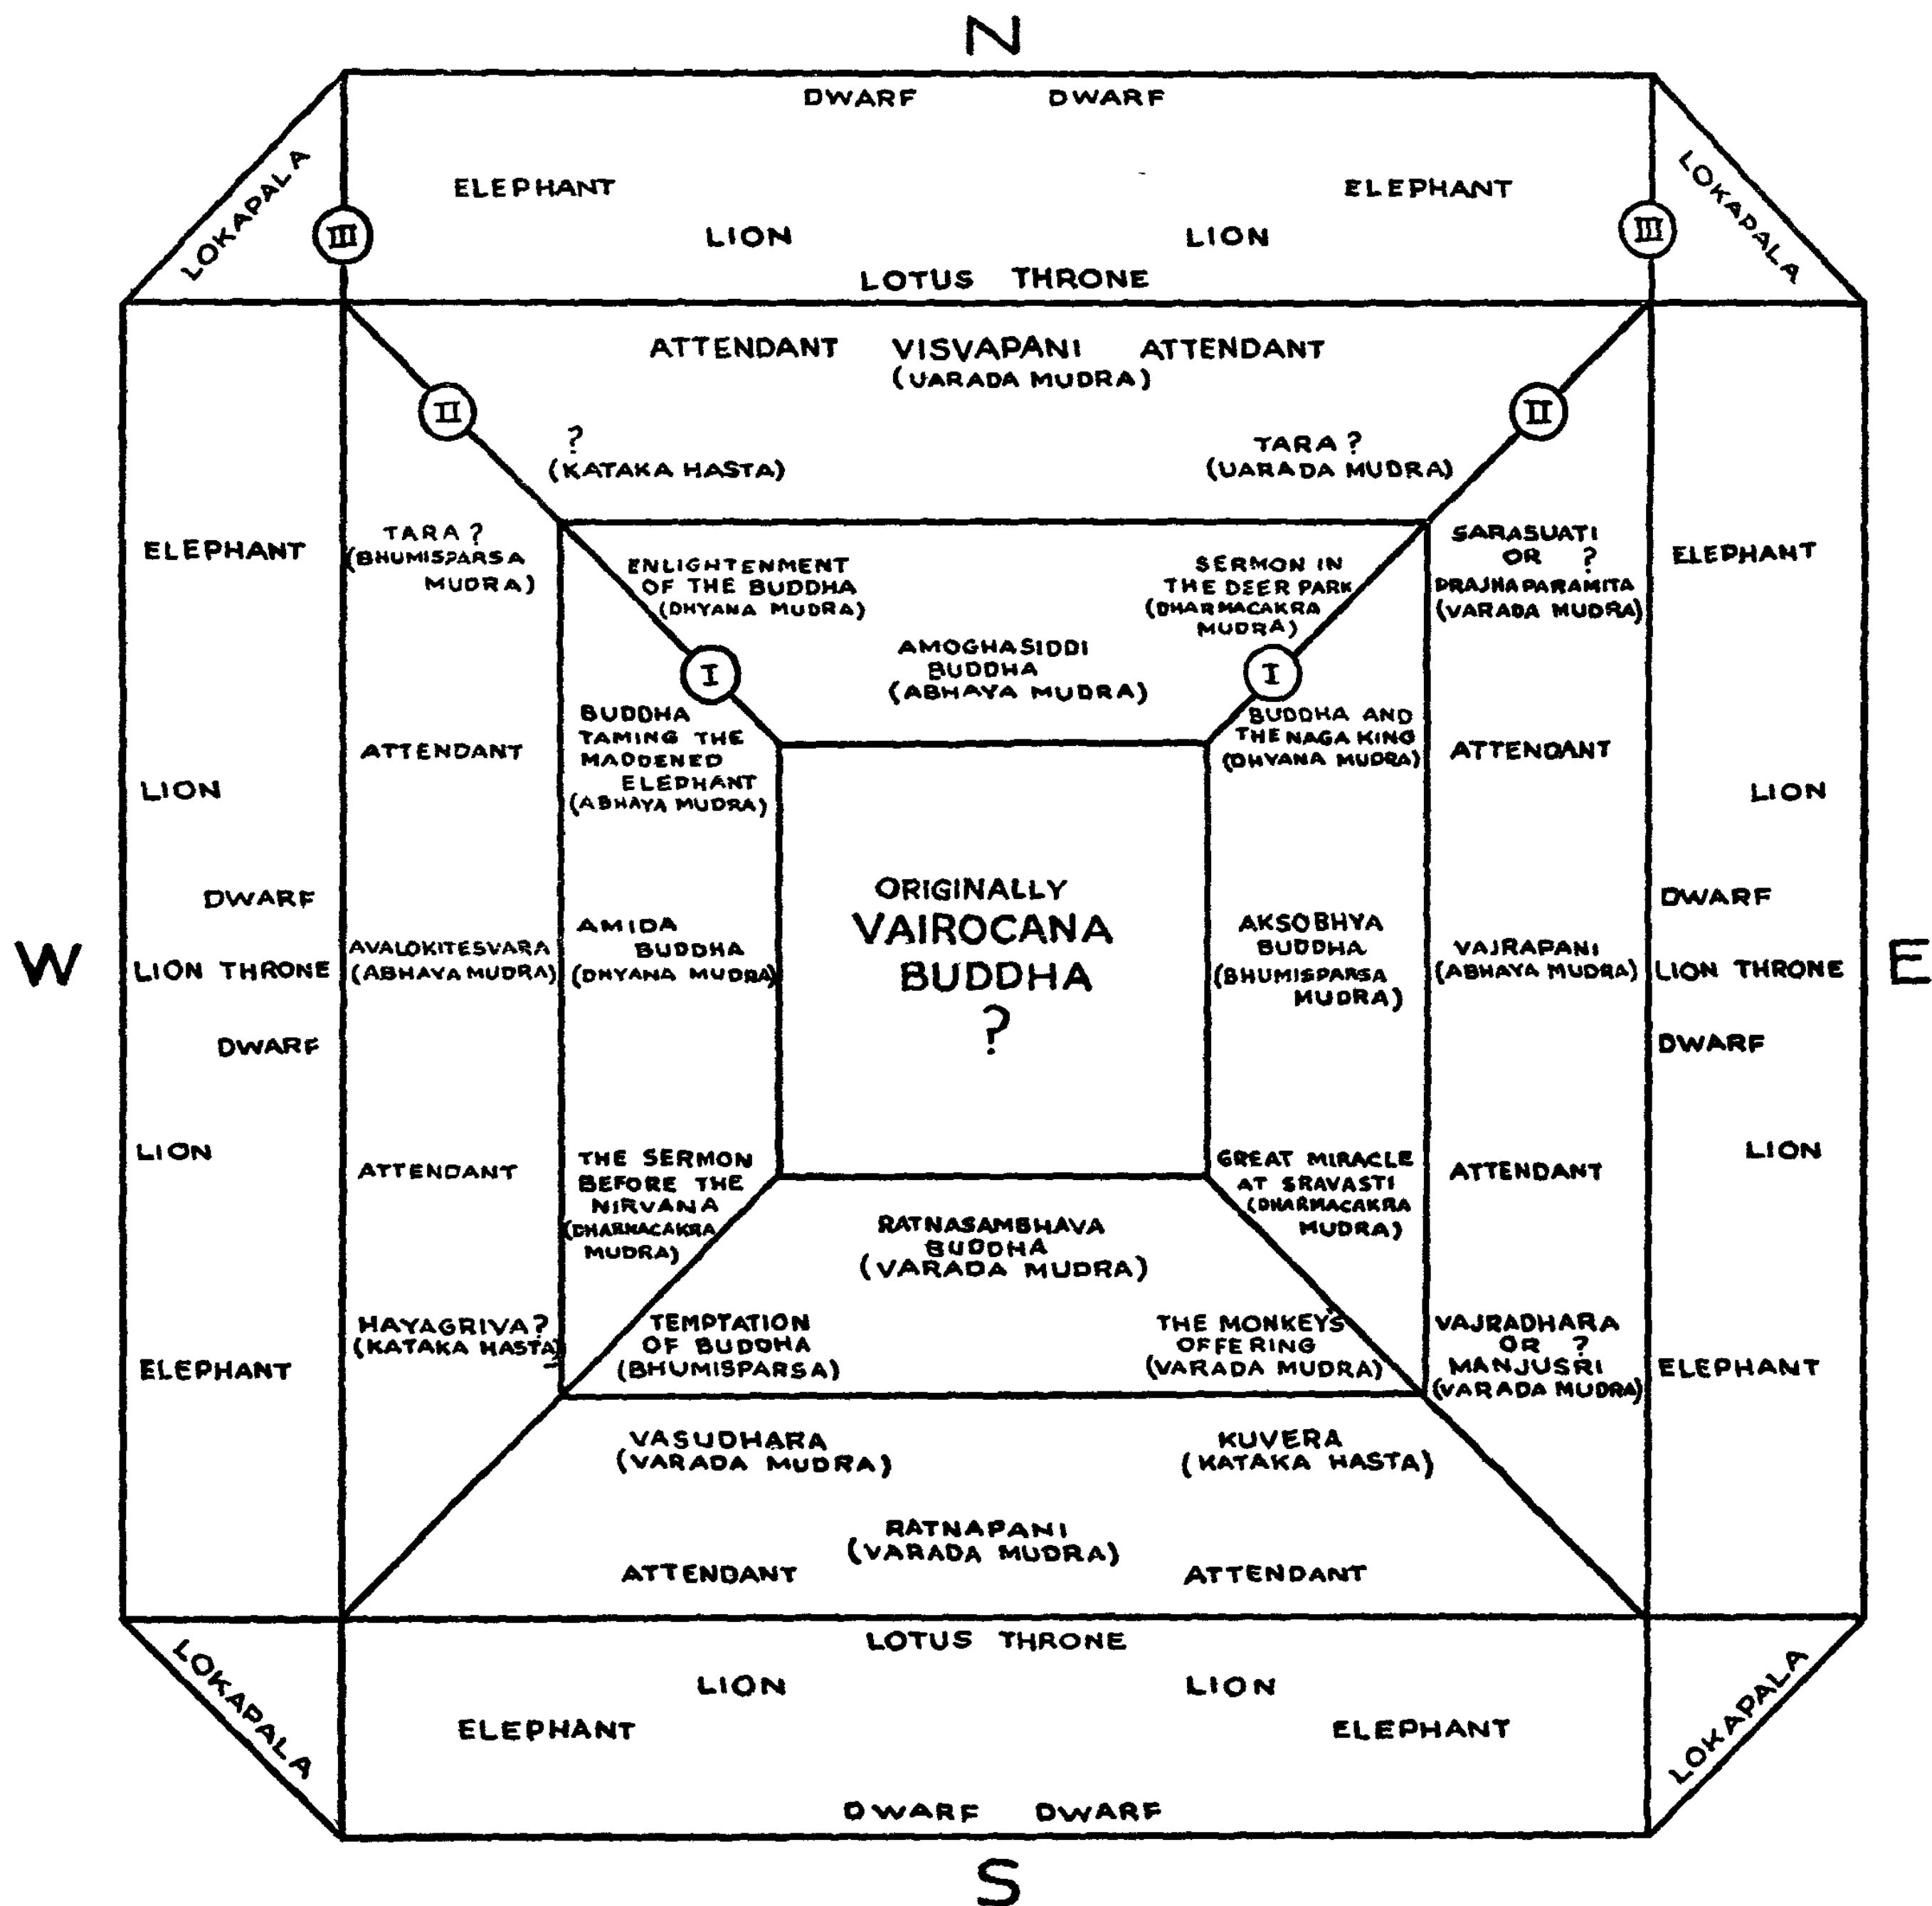 N
DWARF DWARF
LOKAPALA
ELEPHANT ELEPHANT
LOKAPALA
III
LION LION
III
LOTUS THRONE
ATTENDANT VISVAPANI ATTENDANT
(UARADA MUDRA)
II
II
?
(KATAKA HASTA)
TARA ?
(UARADA MUDRA)
ELEPHANT
TARA ?
(BHUMISPARSA
MUDRA)
ENLIGHTENMENT
OF THE BUDDHA
(DHYANA MUDRA)
SERMON IN
THE DEER PARK
(DHARMACAKRA
MUDRA)
SARASUATI
OR ?
DRAJNAPARAMITA
(VARADA MUDRA)
ELEPHANT
I
AMOGHASIDDI
BUDDHA
(ABHAYA MUDRA)
I
LION
ATTENDANT
BUDDHA
TAMING THE
MADDENED
ELEPHANT
(ABHAYA MUDRA)
BUDDHA AND
THE NAGA KING
(DHYANA MUDRA)
ATTENDANT
LION
DWARF
W
LION THRONE
DWARF
AVALOKITESVARA
(ABHAYA MUDRA)
AMIDA
BUDDHA
(DHYANA MUDRA)
ORIGINALLY
VAIROCANA
BUDDHA
?
AKSOBHYA
BUDDHA
(BHUMISPARSA
MUDRA)
VAJRAPANI
(ABHAYA MUDRA)
DWARF
LION THRONE
E
DWARF
LION
ATTENDANT
THE SERMON
BEFORE THE
NIRVANA
(DHARMACAKRA
MUDRA)
GREAT MIRACLE
AT SRAVASTI
(DHARMACAKRA
MUDRA)
ATTENDANT
LION
RATNASAMBHAVA
BUDDHA
(VARADA MUDRA)
ELEPHANT
HAYAGRIVA?
(KATAKA HASTA)
TEMPTATION
OF BUDDHA
(BHUMISPARSA)
THE MONKEY'S
OFFERING
(VARADA MUDRA)
VAJRADHARA
OR ?
MANJUSRI
(VARADA MUDRA)
ELEPHANT
VASUDHARA
(VARADA MUDRA)
KUVERA
(KATAKA HASTA)
RATNAPANI
(VARADA MUDRA)
ATTENDANT ATTENDANT
LOTUS THRONE
LOKAPALA
LION LION
LOKAPALA
ELEPHANT ELEPHANT
DWARF DWARF
S